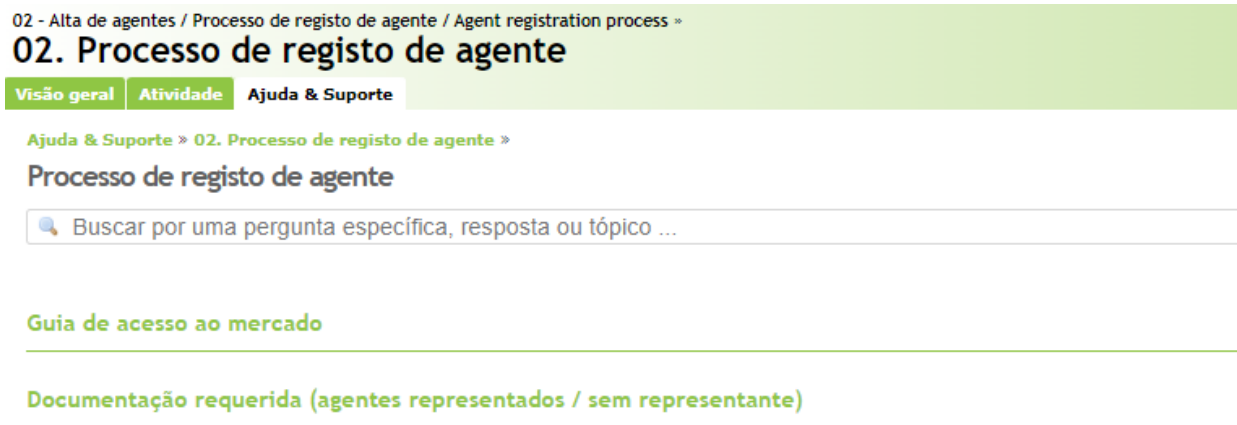 02 - Alta de agentes / Processo de registo de agente / Agent registration process »
02. Processo de registo de agente
Visão geral Atividade Ajuda & Suporte
Ajuda & Suporte » 02. Processo de registo de agente »
Processo de registo de agente
Buscar por uma pergunta específica, resposta ou tópico ...
Guia de acesso ao mercado
Documentação requerida (agentes representados / sem representante)